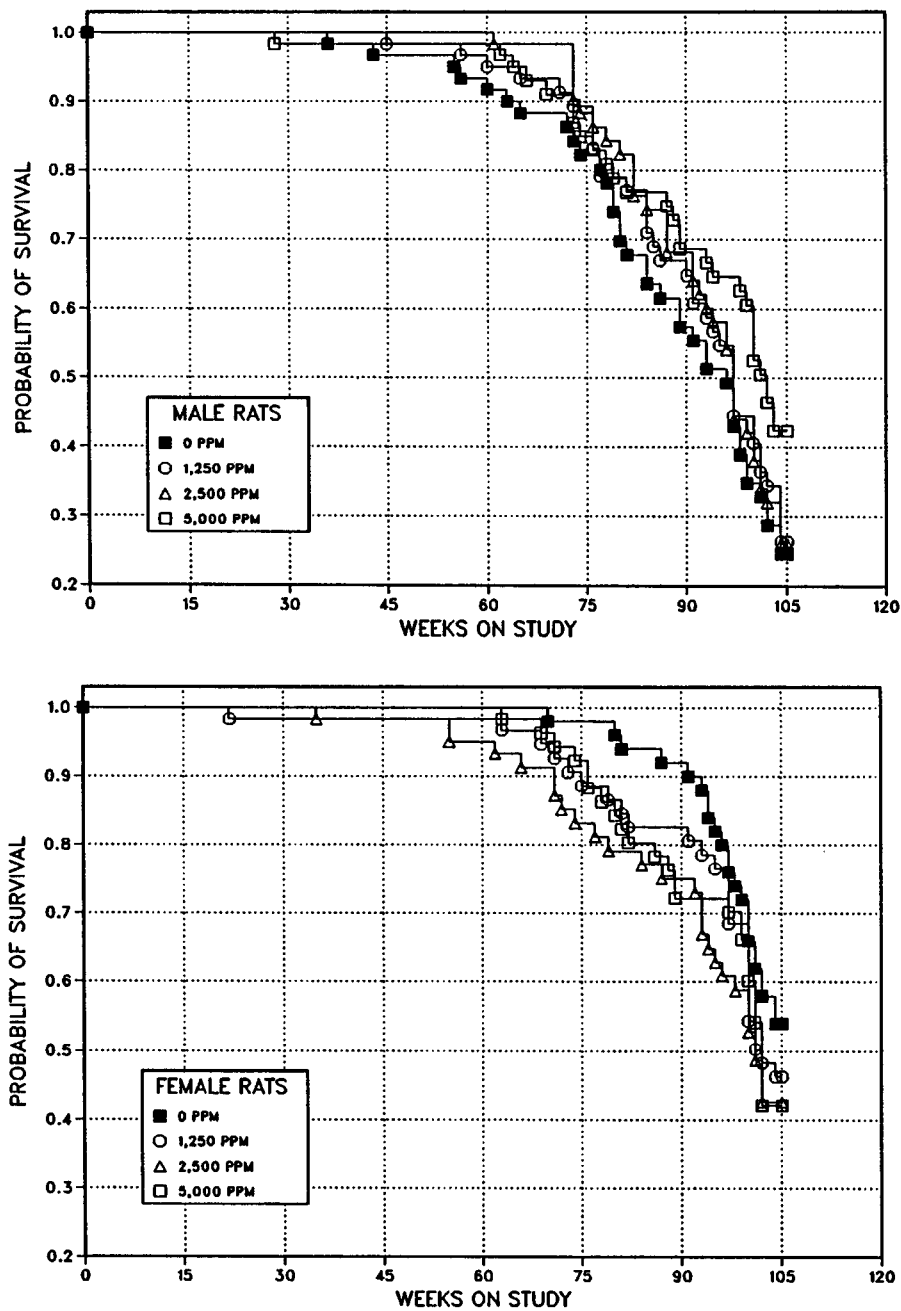 PROBABILITY OF SURVIVAL
1.0
0.9
0.8
0.7
0.6
0.5
0.4
0.3
0.2
MALE RATS
0 PPM
1,250 PPM
2,500 PPM
5,000 PPM
0 15 30 45 60 75 90 105 120
WEEKS ON STUDY
PROBABILITY OF SURVIVAL
1.0
0.9
0.8
0.7
0.6
0.5
0.4
0.3
0.2
FEMALE RATS
0 PPM
1,250 PPM
2,500 PPM
5,000 PPM
0 15 30 45 60 75 90 105 120
WEEKS ON STUDY